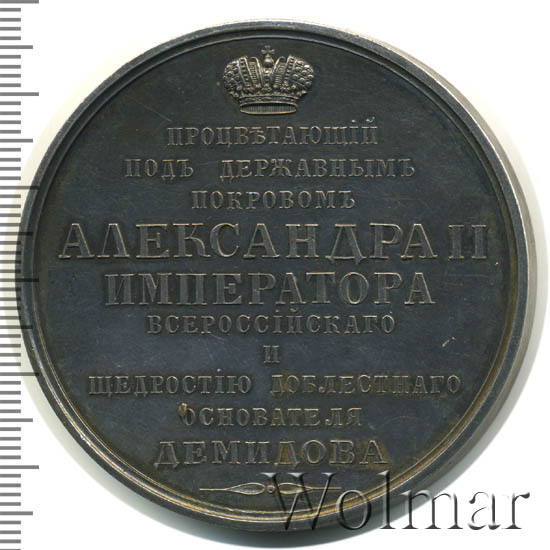 ПРОЦВѢТАЮЩІЙ
ПОДЪ ДЕРЖАВНЫМЪ
ПОКРОВОМЪ
АЛЕКСАНДРА II
ИМПЕРАТОРА
ВСЕРОССІЙСКАГО
И
ЩЕДРОСТІЮ ДОБЛЕСТНАГО
ОСНОВАТЕЛЯ
ДЕМИДОВА
Wolmar